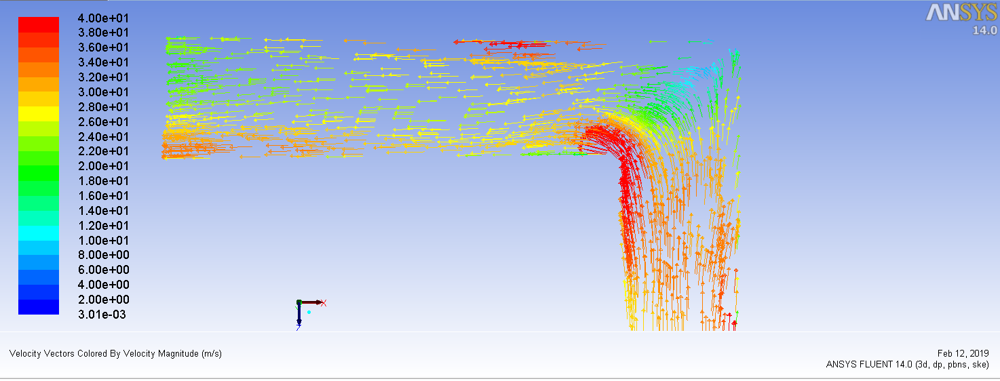 ANSYS
14.0
4.00e+01
3.80e+01
3.60e+01
3.40e+01
3.20e+01
3.00e+01
2.80e+01
2.60e+01
2.40e+01
2.20e+01
2.00e+01
1.80e+01
1.60e+01
1.40e+01
1.20e+01
1.00e+01
8.00e+00
6.00e+00
4.00e+00
2.00e+00
3.01e-03
X
Velocity Vectors Colored By Velocity Magnitude (m/s)
Feb 12, 2019
ANSYS FLUENT 14.0 (3d, dp, pbns, ske)